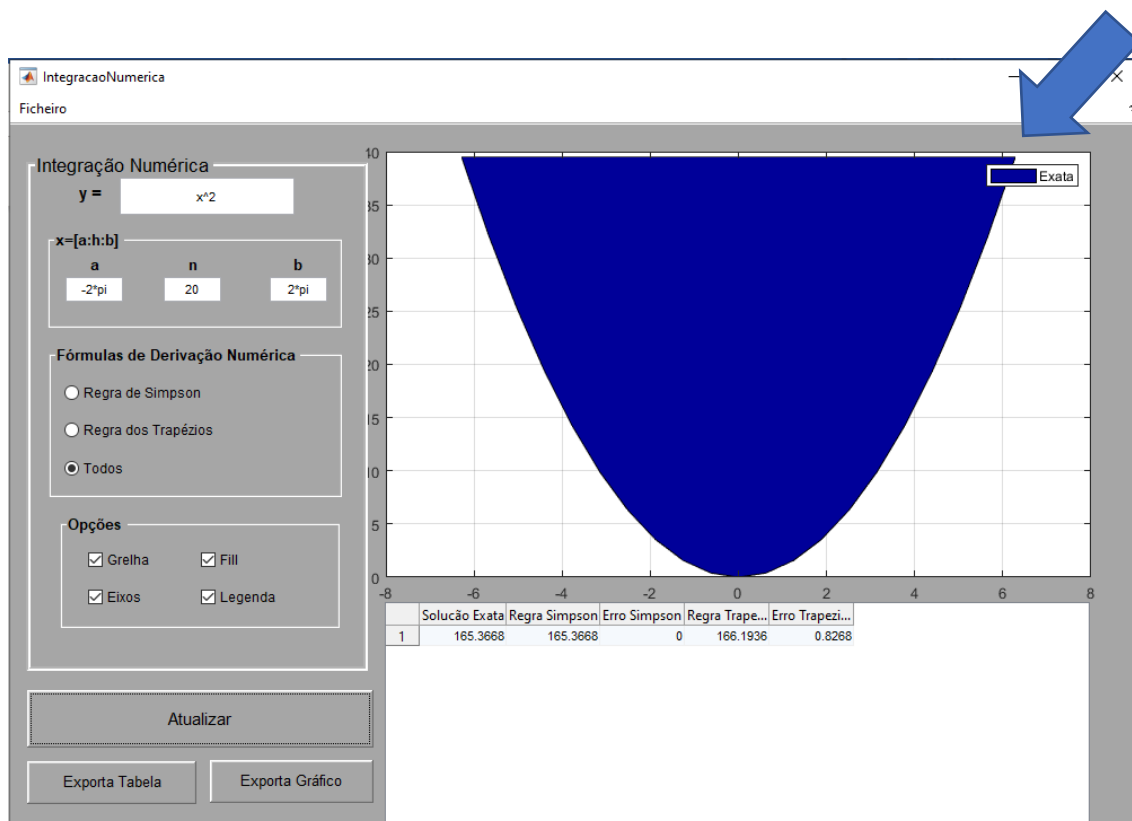 IntegracaoNumerica
Ficheiro
Integração Numérica
y =
x^2
x=[a:h:b]
a n b
-2*pi 20 2*pi
Fórmulas de Derivação Numérica
Regra de Simpson
Regra dos Trapézios
Todos
Opções
Grelha Fill
Eixos Legenda
Atualizar
Exporta Tabela Exporta Gráfico
40
35
30
25
20
15
10
5
0
-8 -6 -4 -2 0 2 4 6 8
Exata
Solucão Exata Regra Simpson Erro Simpson Regra Trape... Erro Trapezi...
1 165.3668 165.3668 0 166.1936 0.8268